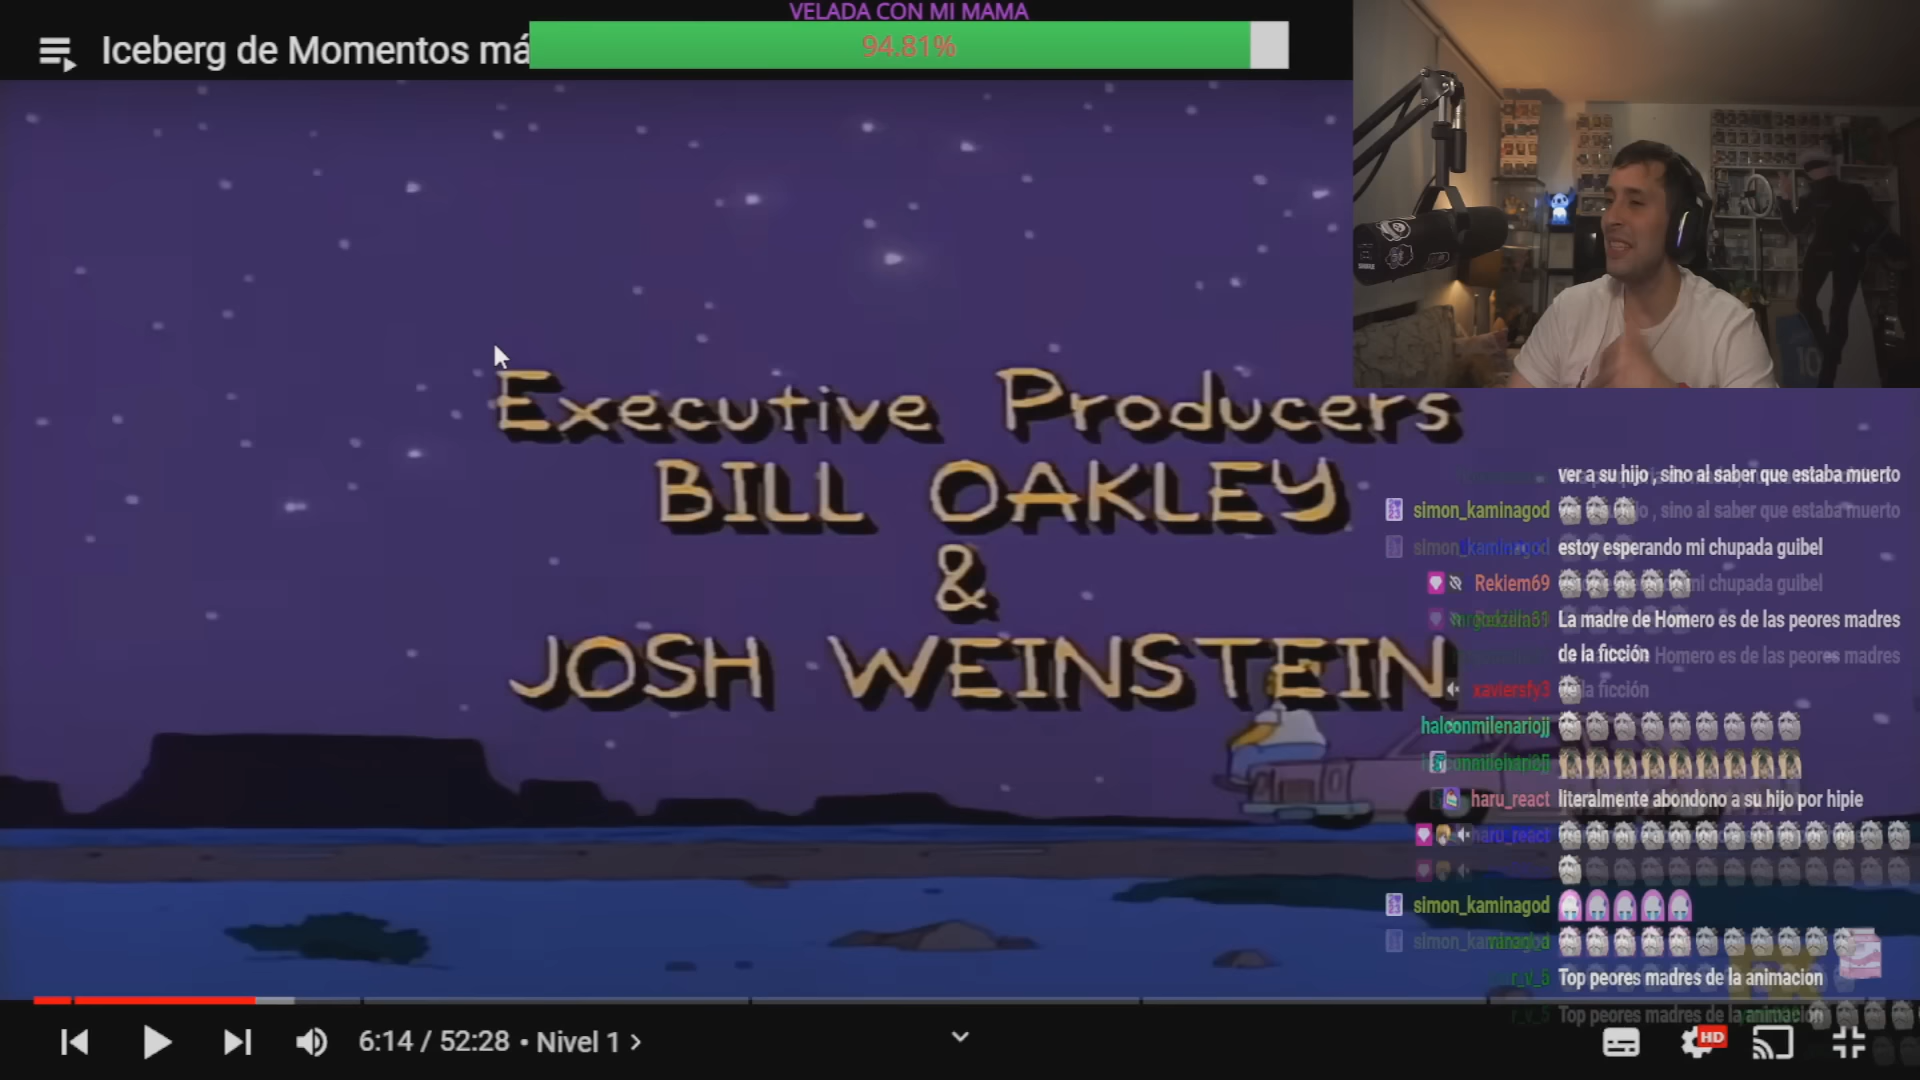 VELADA CON MI MAMA
Iceberg de Momentos má
94.81%
Executive Producers
BILL OAKLEY
&
JOSH WEINSTEIN
10
ver a su hijo , sino al saber que estaba muerto
simon_kaminagod
estoy esperando mi chupada guibel
Rekiem69
La madre de Homero es de las peores madres
de la ficción
xaviersfy3
halconmilenariojj
haru_react literalmente abondono a su hijo por hipie
simon_kaminagod
r_v_5 Top peores madres de la animacion
6:14 / 52:28 • Nivel 1 >
HD